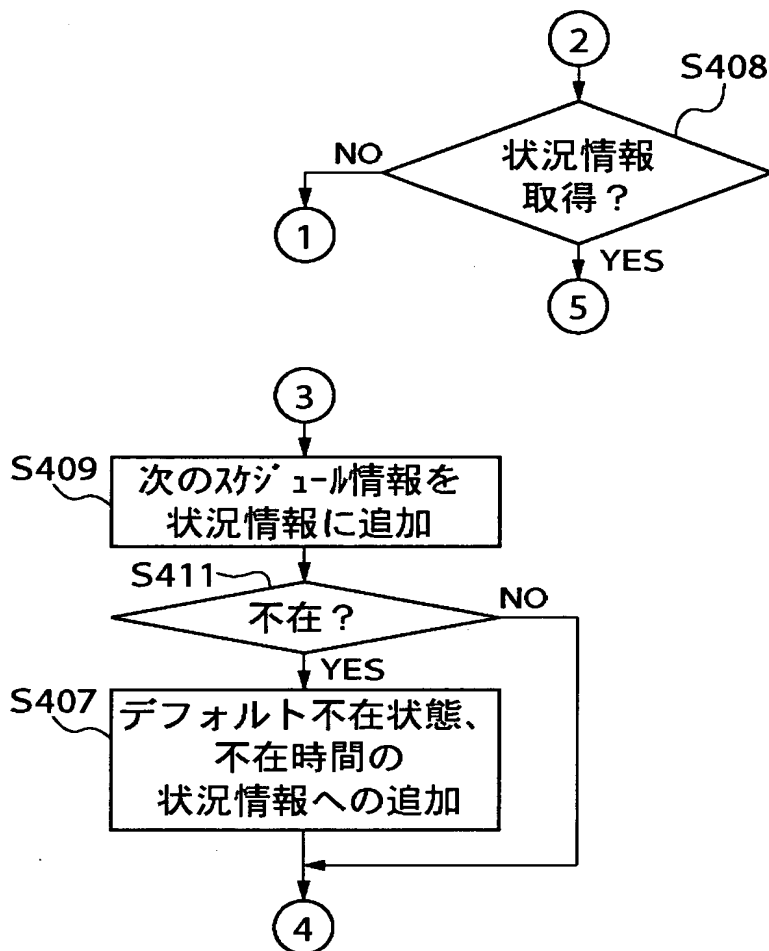 2
S408
状況情報
取得？
NO
1
YES
5
3
S409
次のｽｹｼﾞｭｰﾙ情報を
状況情報に追加
S411
不在？
NO
YES
S407
デフォルト不在状態、
不在時間の
状況情報への追加
4